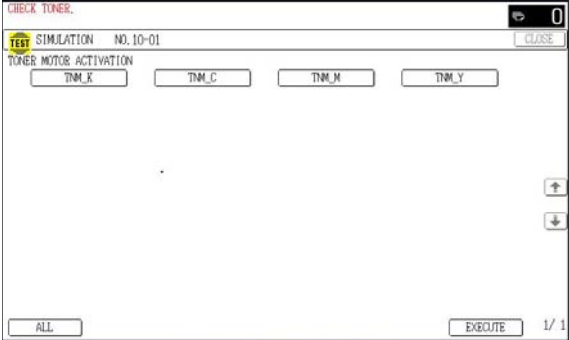 CHECK TONER.
0
TEST SIMULATION NO.10-01
CLOSE
TONER MOTOR ACTIVATION
TNM_K TNM_C TNM_M TNM_Y
ALL
EXECUTE 1/ 1